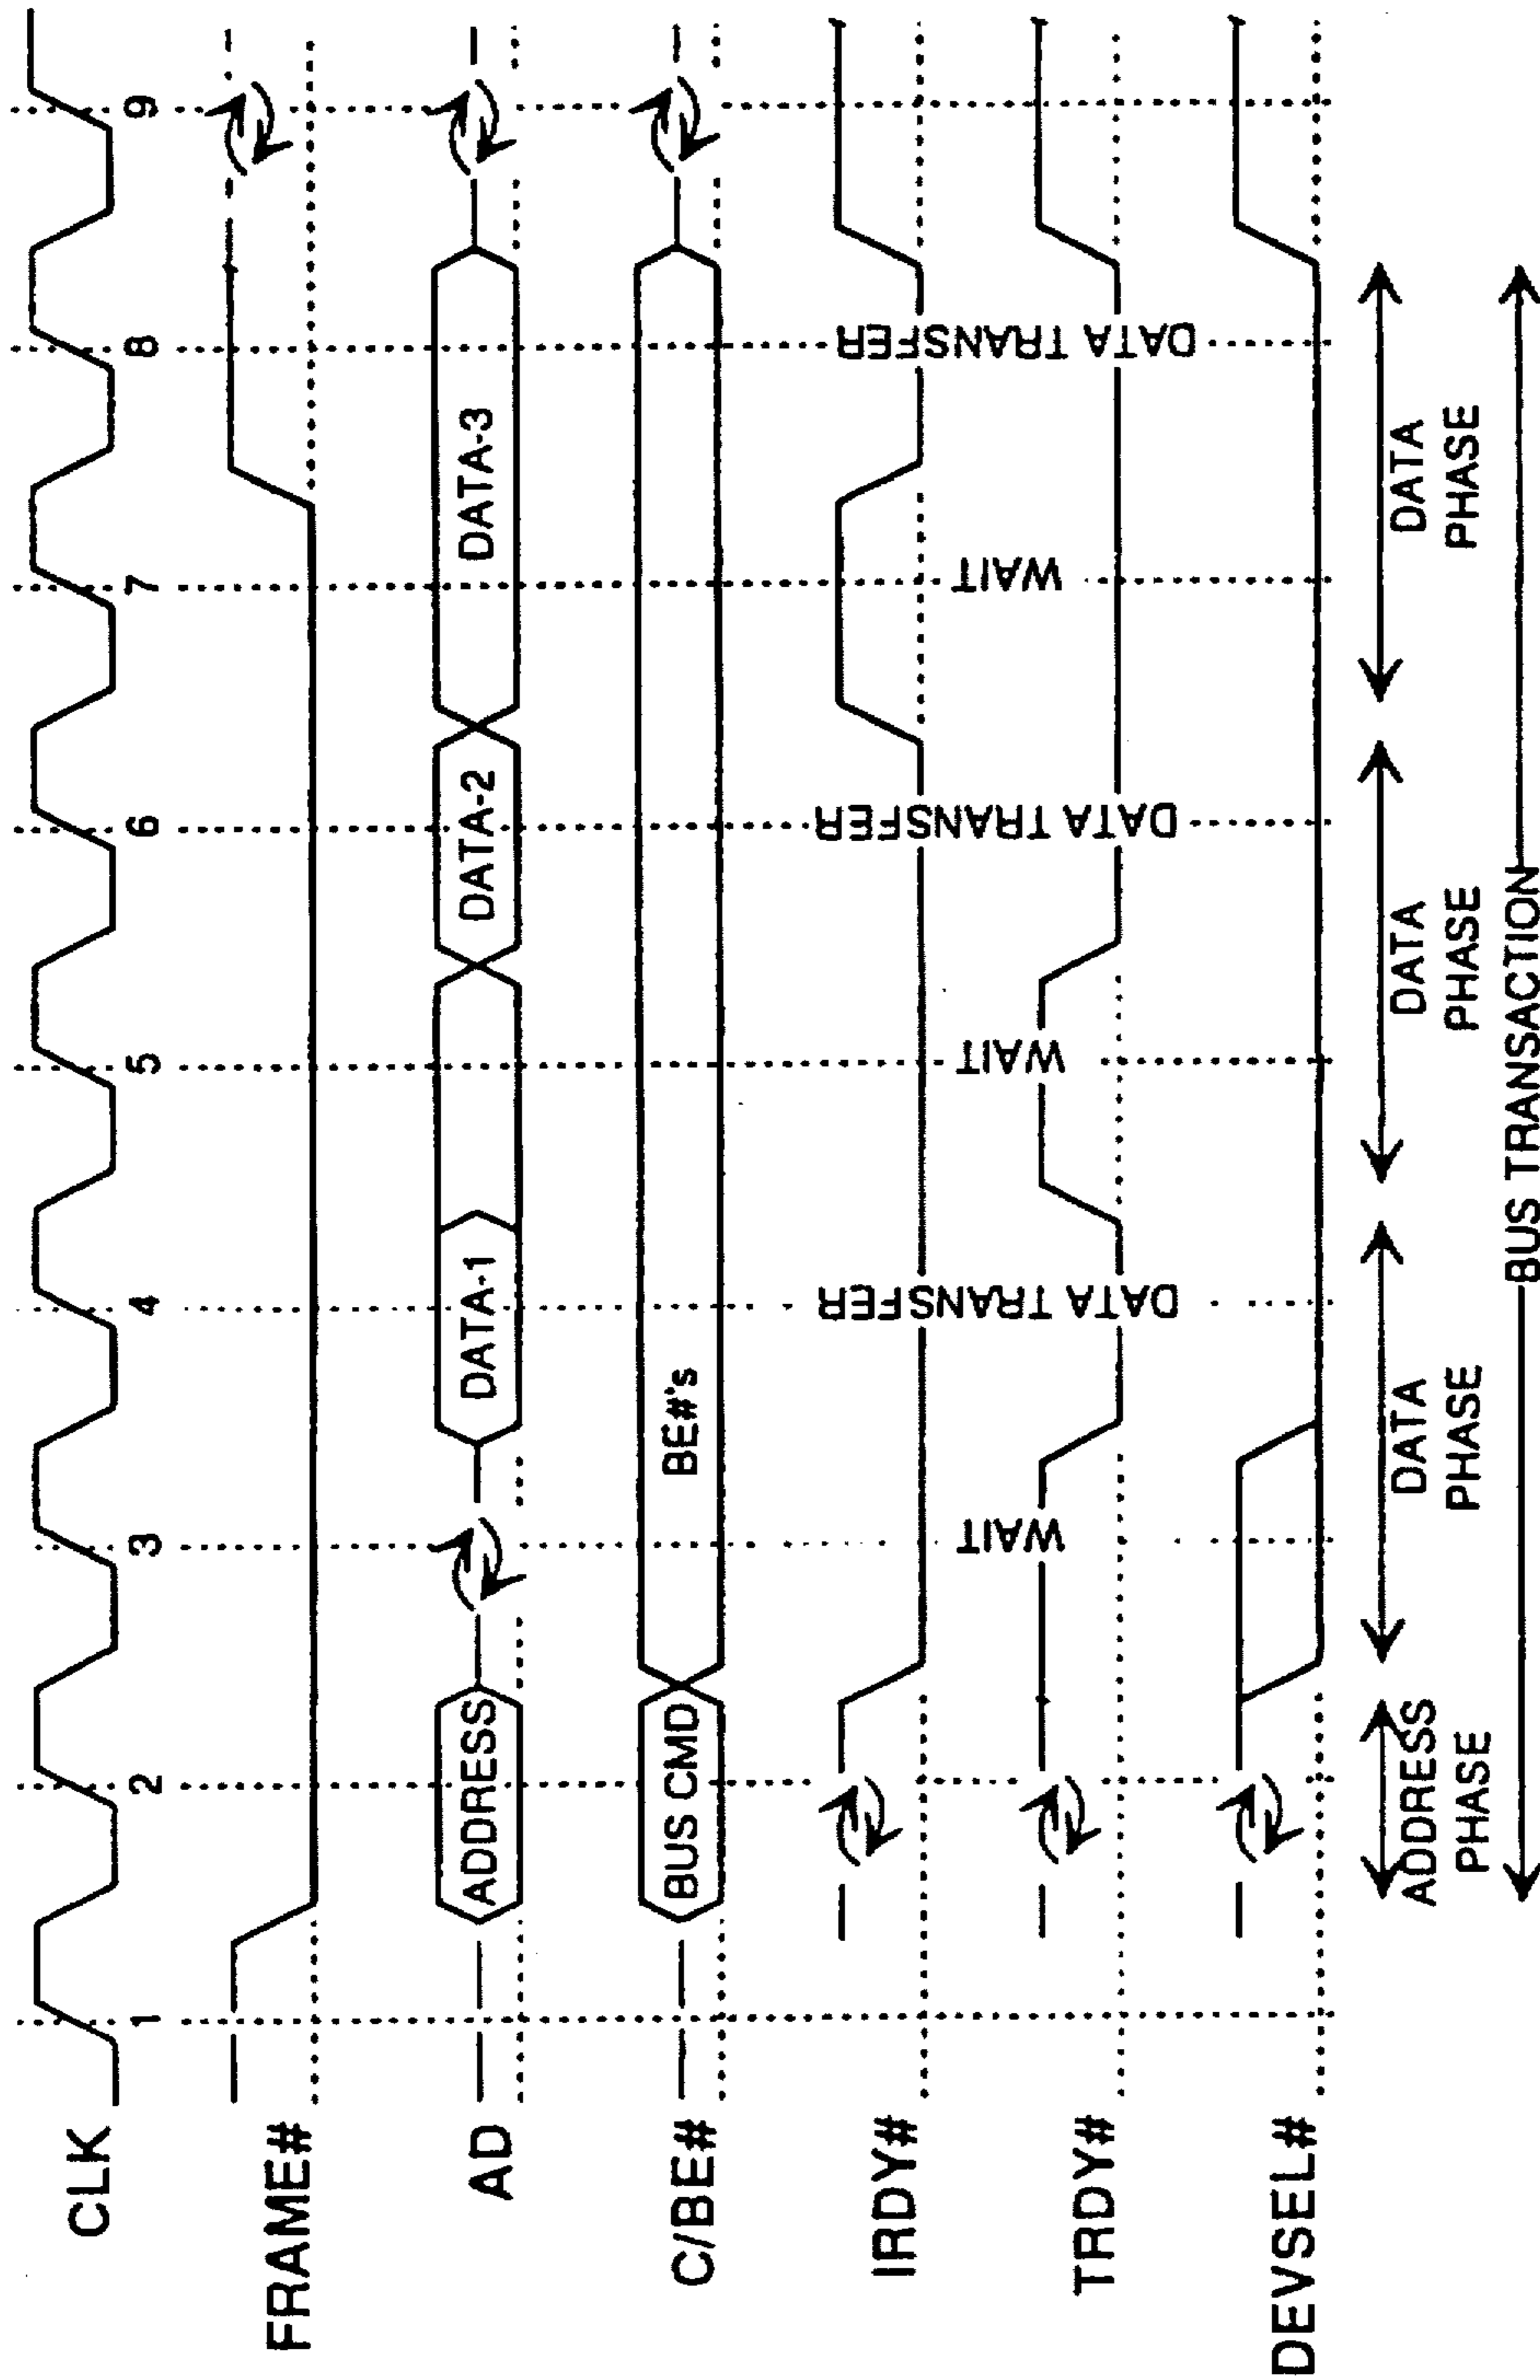 CLK
1 2 3 4 5 6 7 8 9
FRAME#
AD
ADDRESS
DATA-1
DATA-2
DATA-3
C/BE#
BUS CMD
BE#'s
IRDY#
TRDY#
DEVSEL#
WAIT
DATA TRANSFER
WAIT
DATA TRANSFER
WAIT
DATA TRANSFER
ADDRESS
PHASE
DATA
PHASE
DATA
PHASE
DATA
PHASE
BUS TRANSACTION